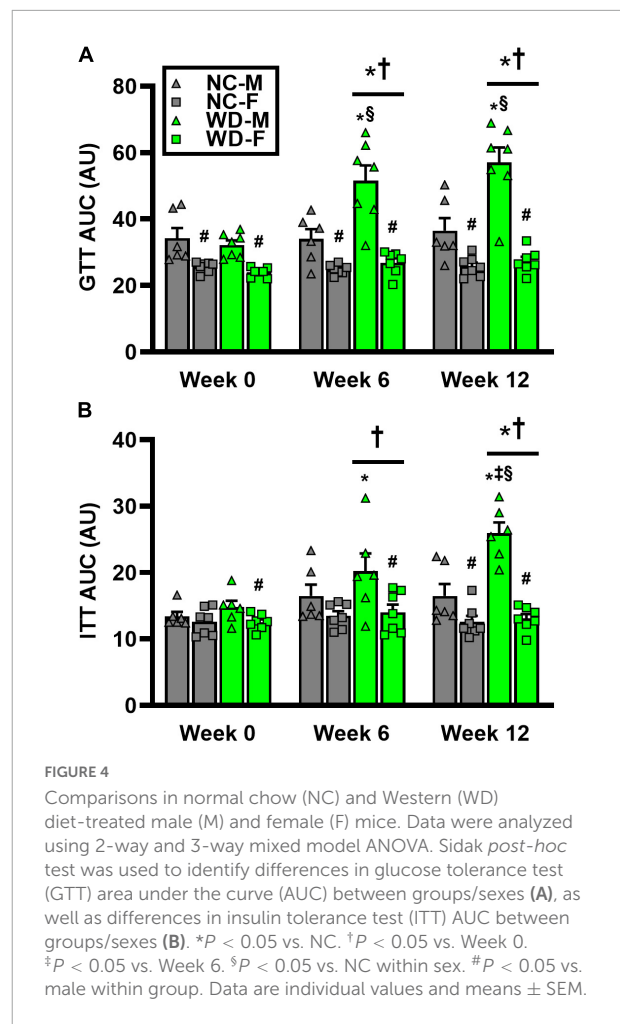 A
*† *†
NC-M
NC-F
WD-M
WD-F
*§ *§
# # # # # #
80
60
40
20
0
GTT AUC (AU)
Week 0 Week 6 Week 12
B
† *†
* *‡§
# # # #
40
30
20
10
0
ITT AUC (AU)
Week 0 Week 6 Week 12
FIGURE 4
Comparisons in normal chow (NC) and Western (WD)
diet-treated male (M) and female (F) mice. Data were analyzed
using 2-way and 3-way mixed model ANOVA. Sidak post-hoc
test was used to identify differences in glucose tolerance test
(GTT) area under the curve (AUC) between groups/sexes (A), as
well as differences in insulin tolerance test (ITT) AUC between
groups/sexes (B). *P < 0.05 vs. NC. †P < 0.05 vs. Week 0.
‡P < 0.05 vs. Week 6. §P < 0.05 vs. NC within sex. #P < 0.05 vs.
male within group. Data are individual values and means ± SEM.